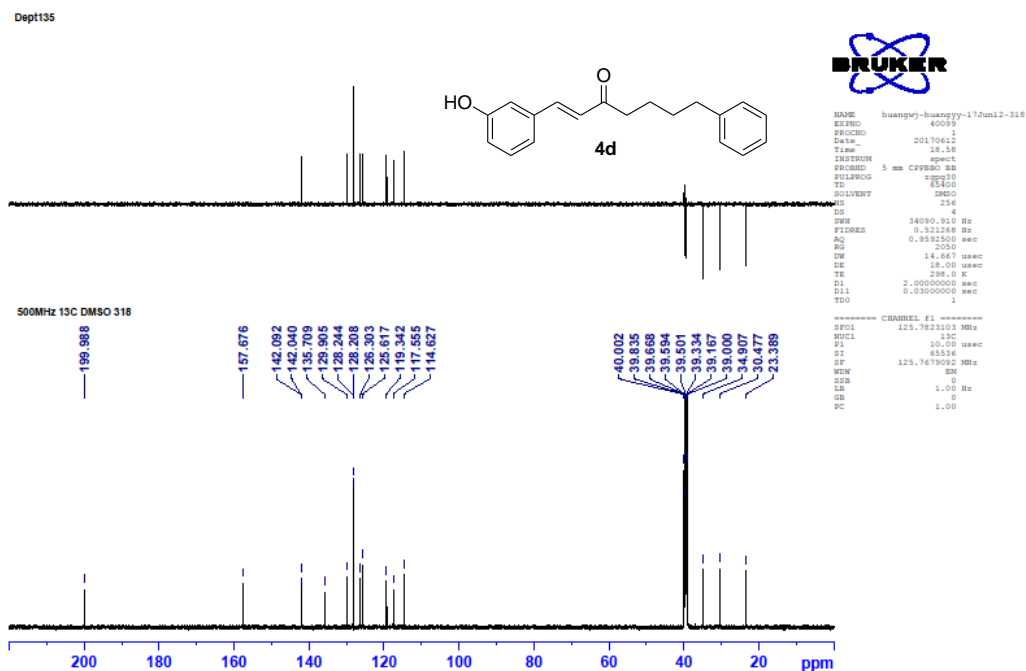 Dept135
HO
O
4d
BRUKER
NAME huangwj-huangyy-17Jun12-318
EXPNO 40099
PROCNO 1
Date_ 20170612
Time 18.58
INSTRUM spect
PROBHD 5 mm CPPBBO BB
PULPROG zgpg30
TD 65400
SOLVENT DMSO
NS 256
DS 4
SWH 34090.910 Hz
FIDRES 0.521268 Hz
AQ 0.9592500 sec
RG 2050
DW 14.667 usec
DE 18.00 usec
TE 298.0 K
D1 2.00000000 sec
D11 0.03000000 sec
TD0 1
======== CHANNEL f1 ========
SFO1 125.7823103 MHz
NUC1 13C
P1 10.00 usec
SI 65536
SF 125.7679092 MHz
WDW EM
SSB 0
LB 1.00 Hz
GB 0
PC 1.00
500MHz 13C DMSO 318
199.988
157.676
142.092
142.040
135.709
129.905
128.244
128.208
126.303
125.617
119.342
117.555
114.627
40.002
39.835
39.668
39.594
39.501
39.334
39.167
39.000
34.907
30.477
23.389
200 180 160 140 120 100 80 60 40 20 ppm